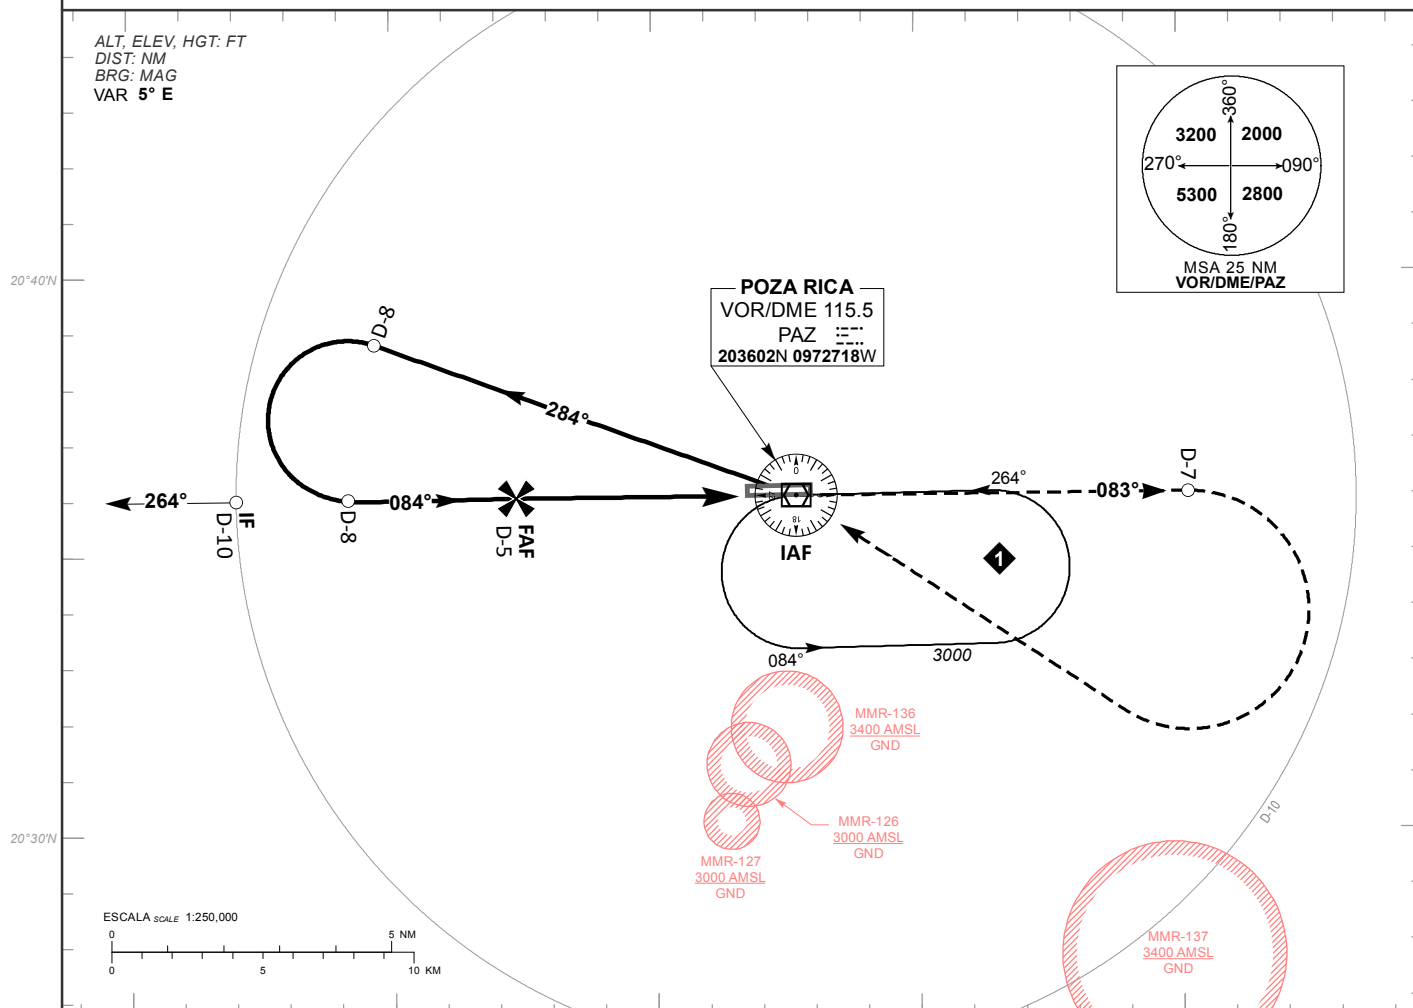 ALT, ELEV, HGT: FT
DIST: NM
BRG: MAG
VAR 5° E
360°
3200 2000
270° 090°
5300 2800
180°
MSA 25 NM
VOR/DME/PAZ
20°40'N
POZA RICA
VOR/DME 115.5
PAZ
203602N 0972718W
D-8
284°
264°
IF
D-10
D-8
084°
FAF
D-5
0
18
IAF
264°
083°
D-7
1
084°
3000
MMR-136
3400 AMSL
GND
MMR-126
3000 AMSL
GND
MMR-127
3000 AMSL
GND
D-10
20°30'N
MMR-137
3400 AMSL
GND
ESCALA SCALE 1:250,000
0 5 NM
0 5 10 KM